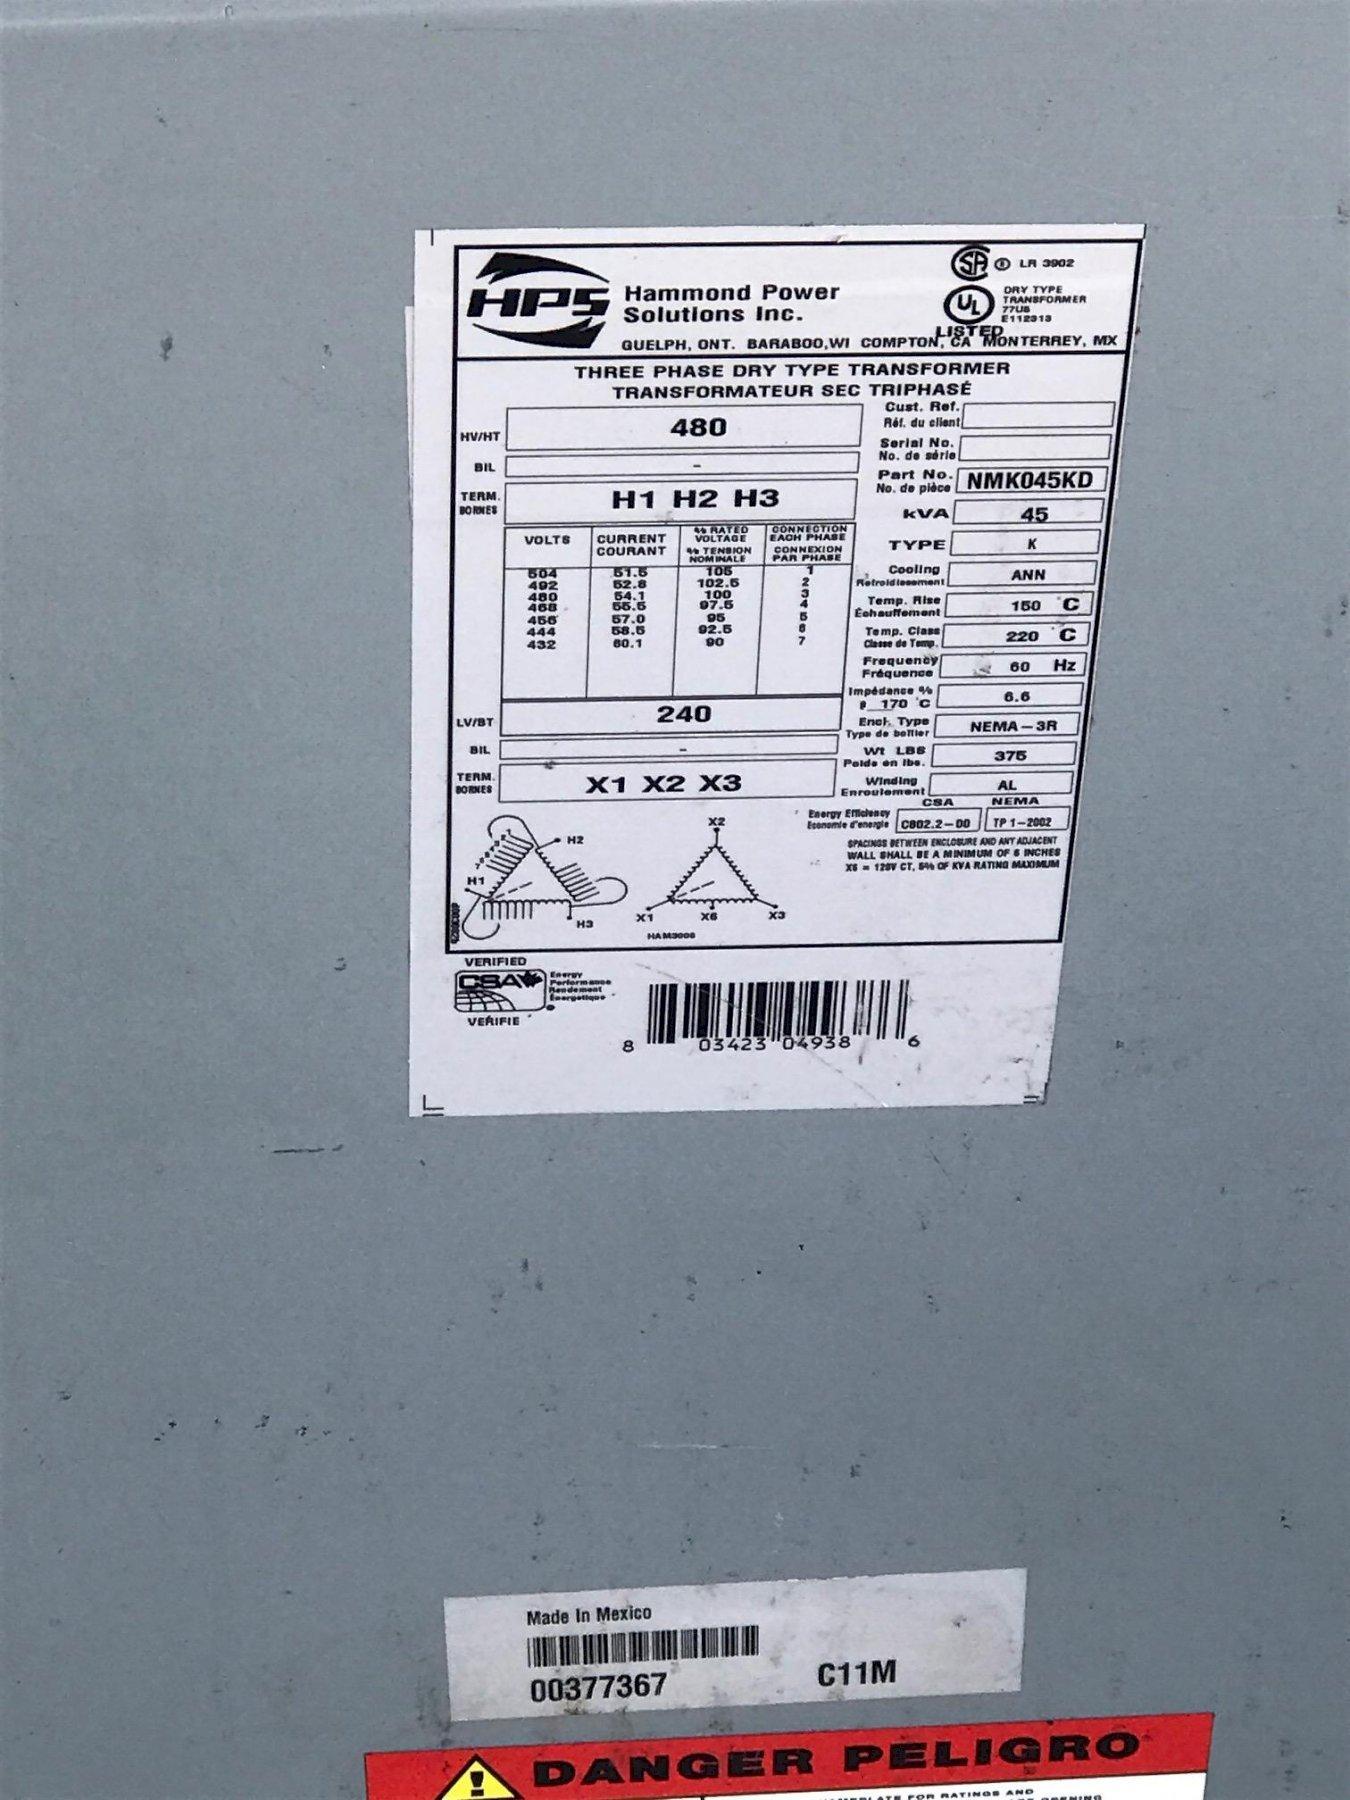 HPS
Hammond Power
Solutions Inc.
GUELPH, ONT. BARABOO,WI COMPTON, CA MONTERREY, MX
SA LR 3902
UL
LISTED
DRY TYPE
TRANSFORMER
77U8
E112313
THREE PHASE DRY TYPE TRANSFORMER
TRANSFORMATEUR SEC TRIPHASÉ
HV/HT 480
BIL -
TERM.
BORNES
H1 H2 H3
VOLTS CURRENT COURANT % RATED VOLTAGE % TENSION NOMINALE CONNECTION EACH PHASE CONNEXION PAR PHASE
504 51.5 105 1
492 52.8 102.5 2
480 54.1 100 3
468 55.5 97.5 4
456 57.0 95 5
444 58.5 92.5 6
432 60.1 90 7
LV/BT 240
BIL -
TERM.
BORNES
X1 X2 X3
Cust. Ref.
Réf. du client
Serial No.
No. de série
Part No.
No. de pièce
NMK045KD
kVA 45
TYPE K
Cooling
Refroidissement
ANN
Temp. Rise
Échauffement
150 °C
Temp. Class
Classe de Temp.
220 °C
Frequency
Fréquence
60 Hz
Impédance %
@ 170 °C
6.6
Encl. Type
Type de boîtier
NEMA-3R
Wt LBS
Poids en lbs.
375
Winding
Enroulement
AL
CSA NEMA
Energy Efficiency
Économie d'énergie
C802.2-00 TP 1-2002
SPACINGS BETWEEN ENCLOSURE AND ANY ADJACENT
WALL SHALL BE A MINIMUM OF 6 INCHES
X6 = 120V CT, 5% OF KVA RATING MAXIMUM
H2
H1
H3
X2
X1 X6 X3
HAM3006
VERIFIED
CSA
Energy
Performance
Rendement
Énergetique
VERIFIE
8 03423 04938 6
Made In Mexico
00377367 C11M
DANGER PELIGRO
NAMEPLATE FOR RATINGS AND
OPENING